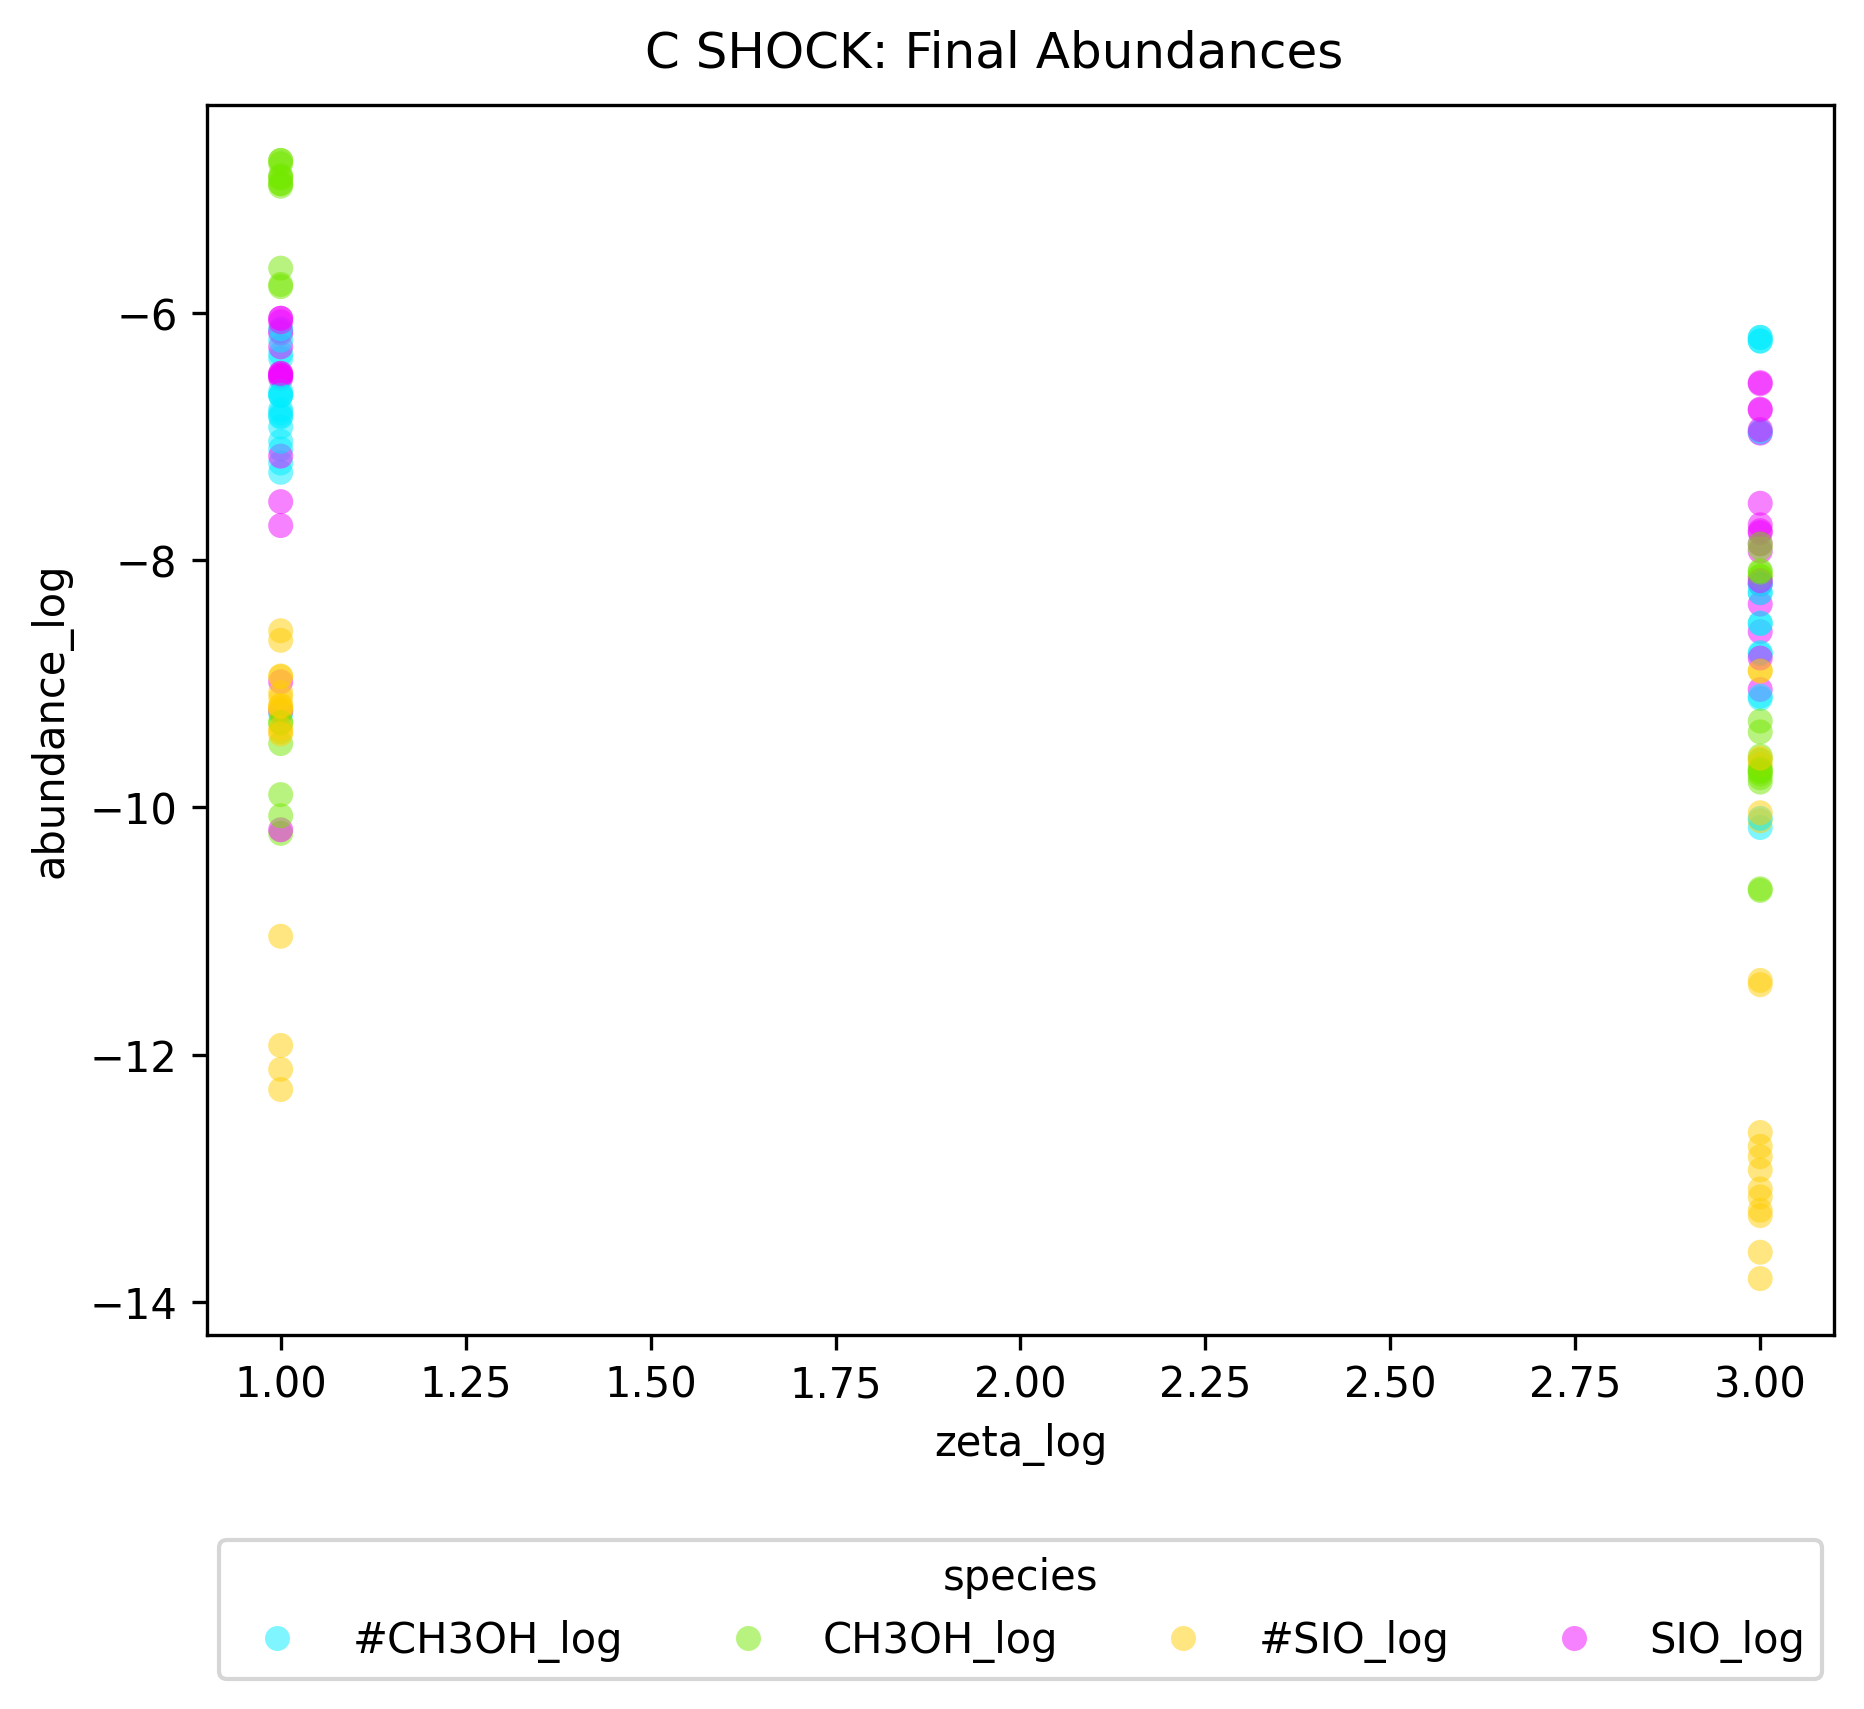 C SHOCK: Final Abundances
abundance_log
−6
−8
−10
−12
−14
1.00 1.25 1.50 1.75 2.00 2.25 2.50 2.75 3.00
zeta_log
species
#CH3OH_log CH3OH_log #SIO_log SIO_log